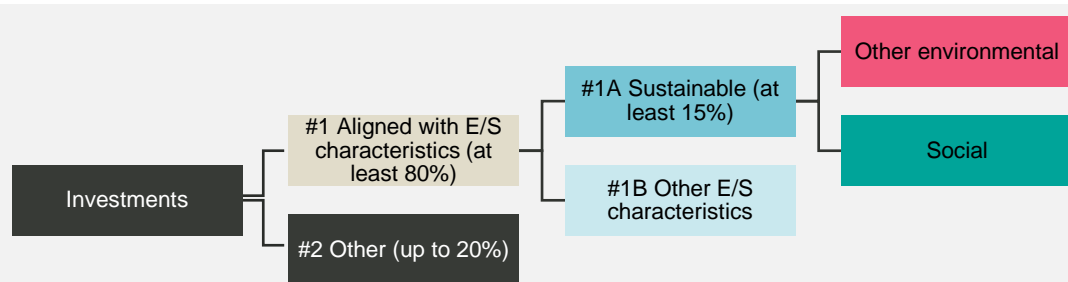 Investments
#1 Aligned with E/S
characteristics (at
least 80%)
#2 Other (up to 20%)
#1A Sustainable (at
least 15%)
#1B Other E/S
characteristics
Other environmental
Social